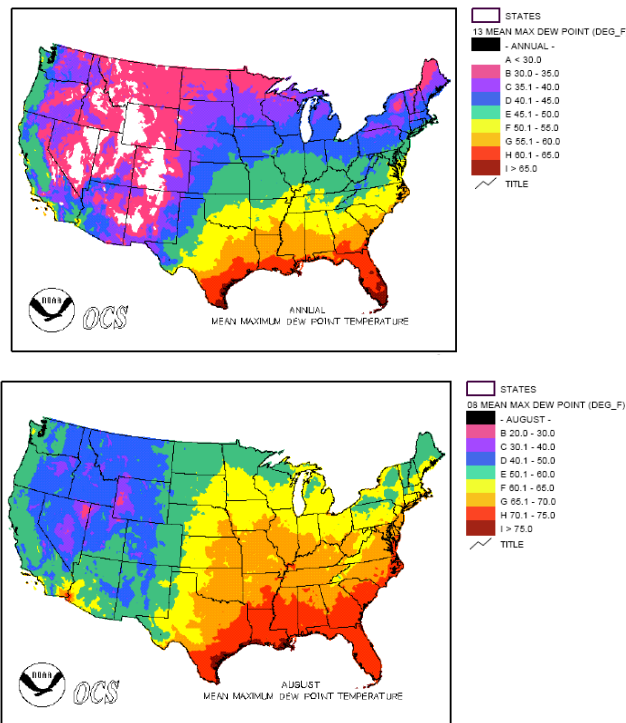 STATES
13 MEAN MAX DEW POINT (DEG_F
- ANNUAL -
A < 30.0
B 30.0 - 35.0
C 35.1 - 40.0
D 40.1 - 45.0
E 45.1 - 50.0
F 50.1 - 55.0
G 55.1 - 60.0
H 60.1 - 65.0
I > 65.0
TITLE
NOAA
OCS
ANNUAL
MEAN MAXIMUM DEW POINT TEMPERATURE
STATES
08 MEAN MAX DEW POINT (DEG_F)
- AUGUST -
B 20.0 - 30.0
C 30.1 - 40.0
D 40.1 - 50.0
E 50.1 - 60.0
F 60.1 - 65.0
G 65.1 - 70.0
H 70.1 - 75.0
I > 75.0
TITLE
NOAA
OCS
AUGUST
MEAN MAXIMUM DEW POINT TEMPERATURE